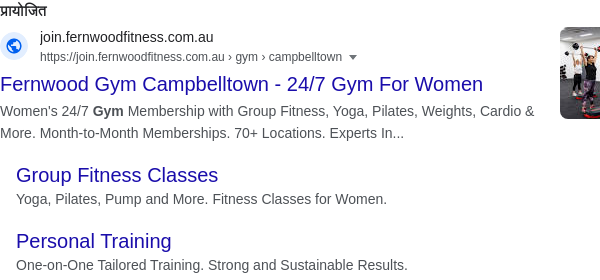 प्रायोजित
join.fernwoodfitness.com.au
https://join.fernwoodfitness.com.au › gym › campbelltown
Fernwood Gym Campbelltown - 24/7 Gym For Women
Women's 24/7 Gym Membership with Group Fitness, Yoga, Pilates, Weights, Cardio &
More. Month-to-Month Memberships. 70+ Locations. Experts In...
Group Fitness Classes
Yoga, Pilates, Pump and More. Fitness Classes for Women.
Personal Training
One-on-One Tailored Training. Strong and Sustainable Results.